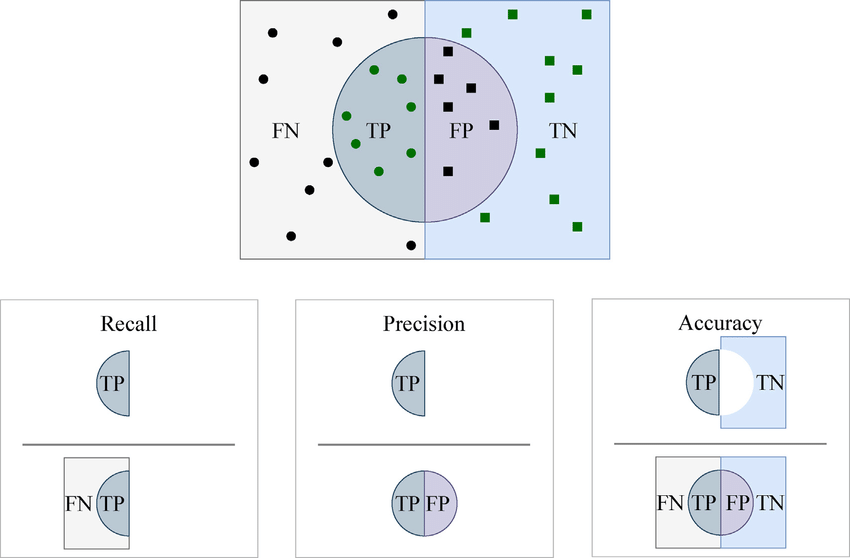 FN TP FP TN
Recall
TP
FN TP
Precision
TP
TP FP
Accuracy
TP TN
FN TP FP TN